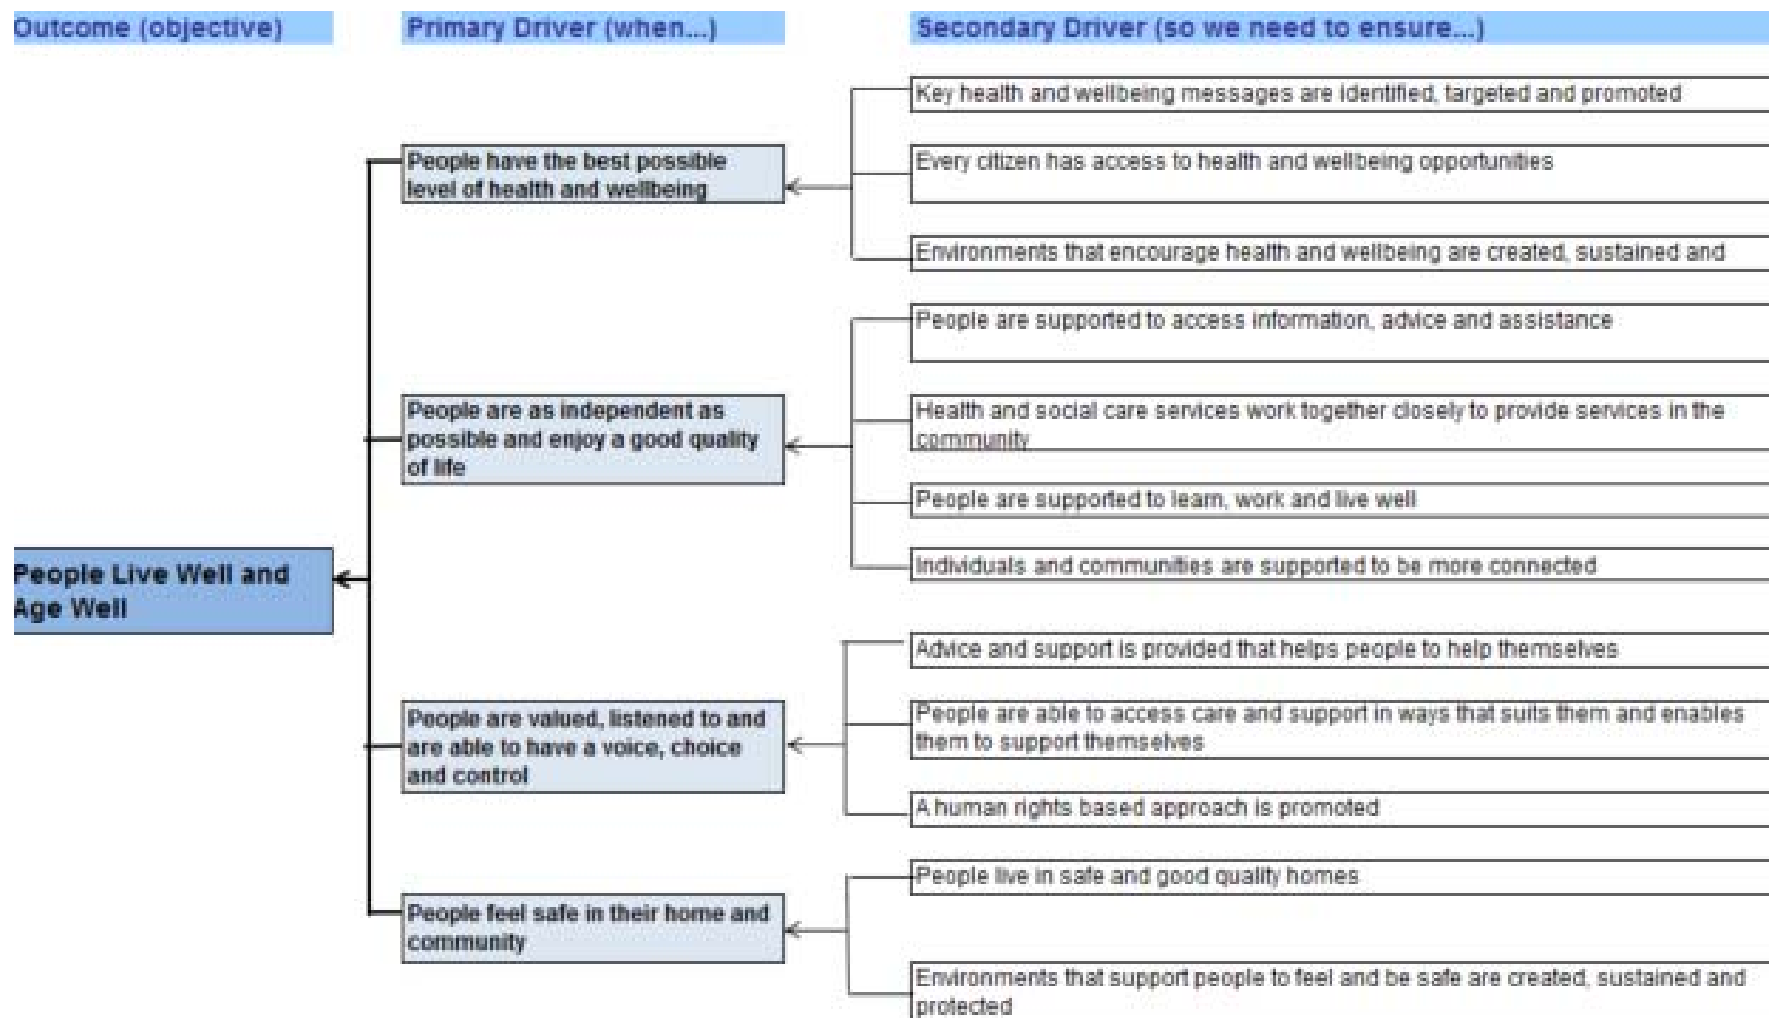 Outcome (objective)
Primary Driver (when...)
Secondary Driver (so we need to ensure...)
People Live Well and
Age Well
People have the best possible
level of health and wellbeing
Key health and wellbeing messages are identified, targeted and promoted
Every citizen has access to health and wellbeing opportunities
Environments that encourage health and wellbeing are created, sustained and
People are as independent as
possible and enjoy a good quality
of life
People are supported to access information, advice and assistance
Health and social care services work together closely to provide services in the
community
People are supported to learn, work and live well
Individuals and communities are supported to be more connected
People are valued, listened to and
are able to have a voice, choice
and control
Advice and support is provided that helps people to help themselves
People are able to access care and support in ways that suits them and enables
them to support themselves
A human rights based approach is promoted
People feel safe in their home and
community
People live in safe and good quality homes
Environments that support people to feel and be safe are created, sustained and
protected